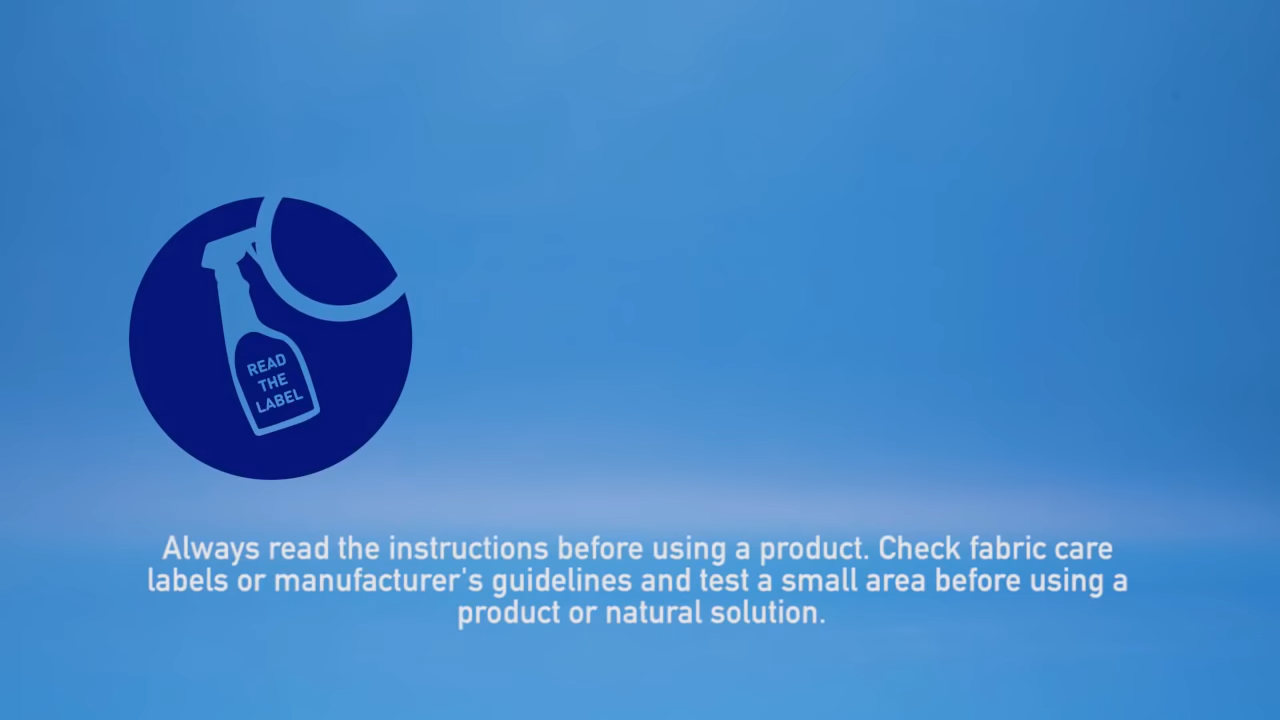 READ
THE
LABEL
Always read the instructions before using a product. Check fabric care
labels or manufacturer's guidelines and test a small area before using a
product or natural solution.